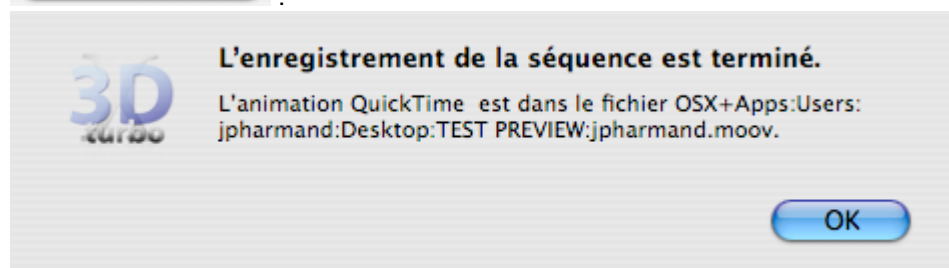 .
L'enregistrement de la séquence est terminé.
3D
turbo
L'animation QuickTime  est dans le fichier OSX+Apps:Users:
jpharmand:Desktop:TEST PREVIEW:jpharmand.moov.
OK